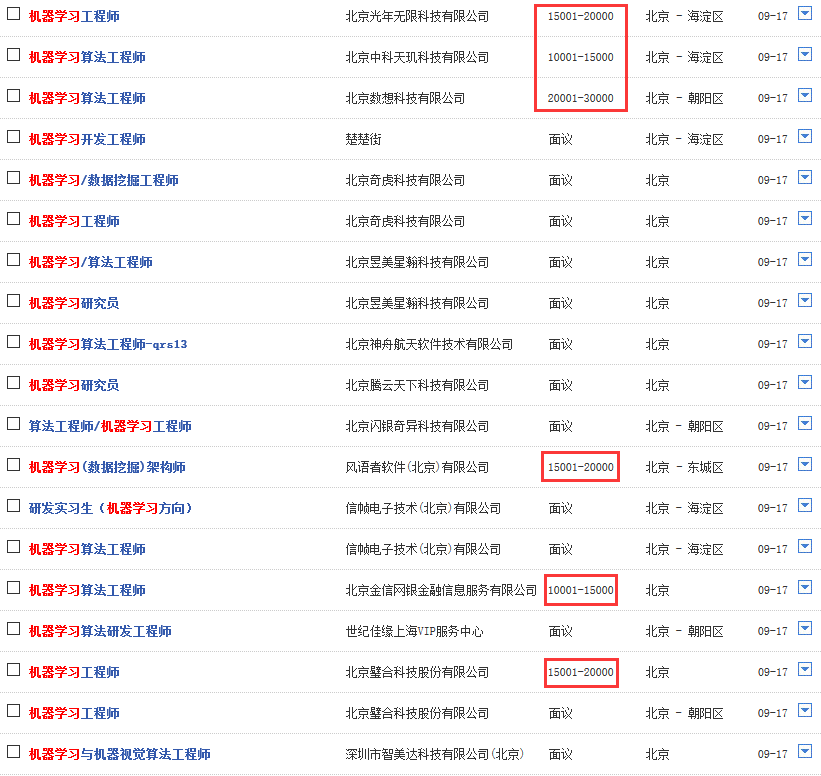 机器学习工程师 北京光年无限科技有限公司 15001-20000 北京 - 海淀区 09-17
机器学习算法工程师 北京中科天玑科技有限公司 10001-15000 北京 - 海淀区 09-17
机器学习算法工程师 北京数想科技有限公司 20001-30000 北京 - 朝阳区 09-17
机器学习开发工程师 楚楚街 面议 北京 - 海淀区 09-17
机器学习/数据挖掘工程师 北京奇虎科技有限公司 面议 北京 09-17
机器学习工程师 北京奇虎科技有限公司 面议 北京 09-17
机器学习/算法工程师 北京昱美星瀚科技有限公司 面议 北京 09-17
机器学习研究员 北京昱美星瀚科技有限公司 面议 北京 09-17
机器学习算法工程师-qrs13 北京神舟航天软件技术有限公司 面议 北京 09-17
机器学习研究员 北京腾云天下科技有限公司 面议 北京 09-17
算法工程师/机器学习工程师 北京闪银奇异科技有限公司 面议 北京 - 朝阳区 09-17
机器学习(数据挖掘)架构师 风语者软件(北京)有限公司 15001-20000 北京 - 东城区 09-17
研发实习生（机器学习方向） 信帧电子技术(北京)有限公司 面议 北京 - 海淀区 09-17
机器学习算法工程师 信帧电子技术(北京)有限公司 面议 北京 - 海淀区 09-17
机器学习算法工程师 北京金信网银金融信息服务有限公司 10001-15000 北京 09-17
机器学习算法研发工程师 世纪佳缘上海VIP服务中心 面议 北京 - 朝阳区 09-17
机器学习工程师 北京璧合科技股份有限公司 15001-20000 北京 09-17
机器学习工程师 北京璧合科技股份有限公司 面议 北京 - 朝阳区 09-17
机器学习与机器视觉算法工程师 深圳市智美达科技有限公司(北京) 面议 北京 09-17